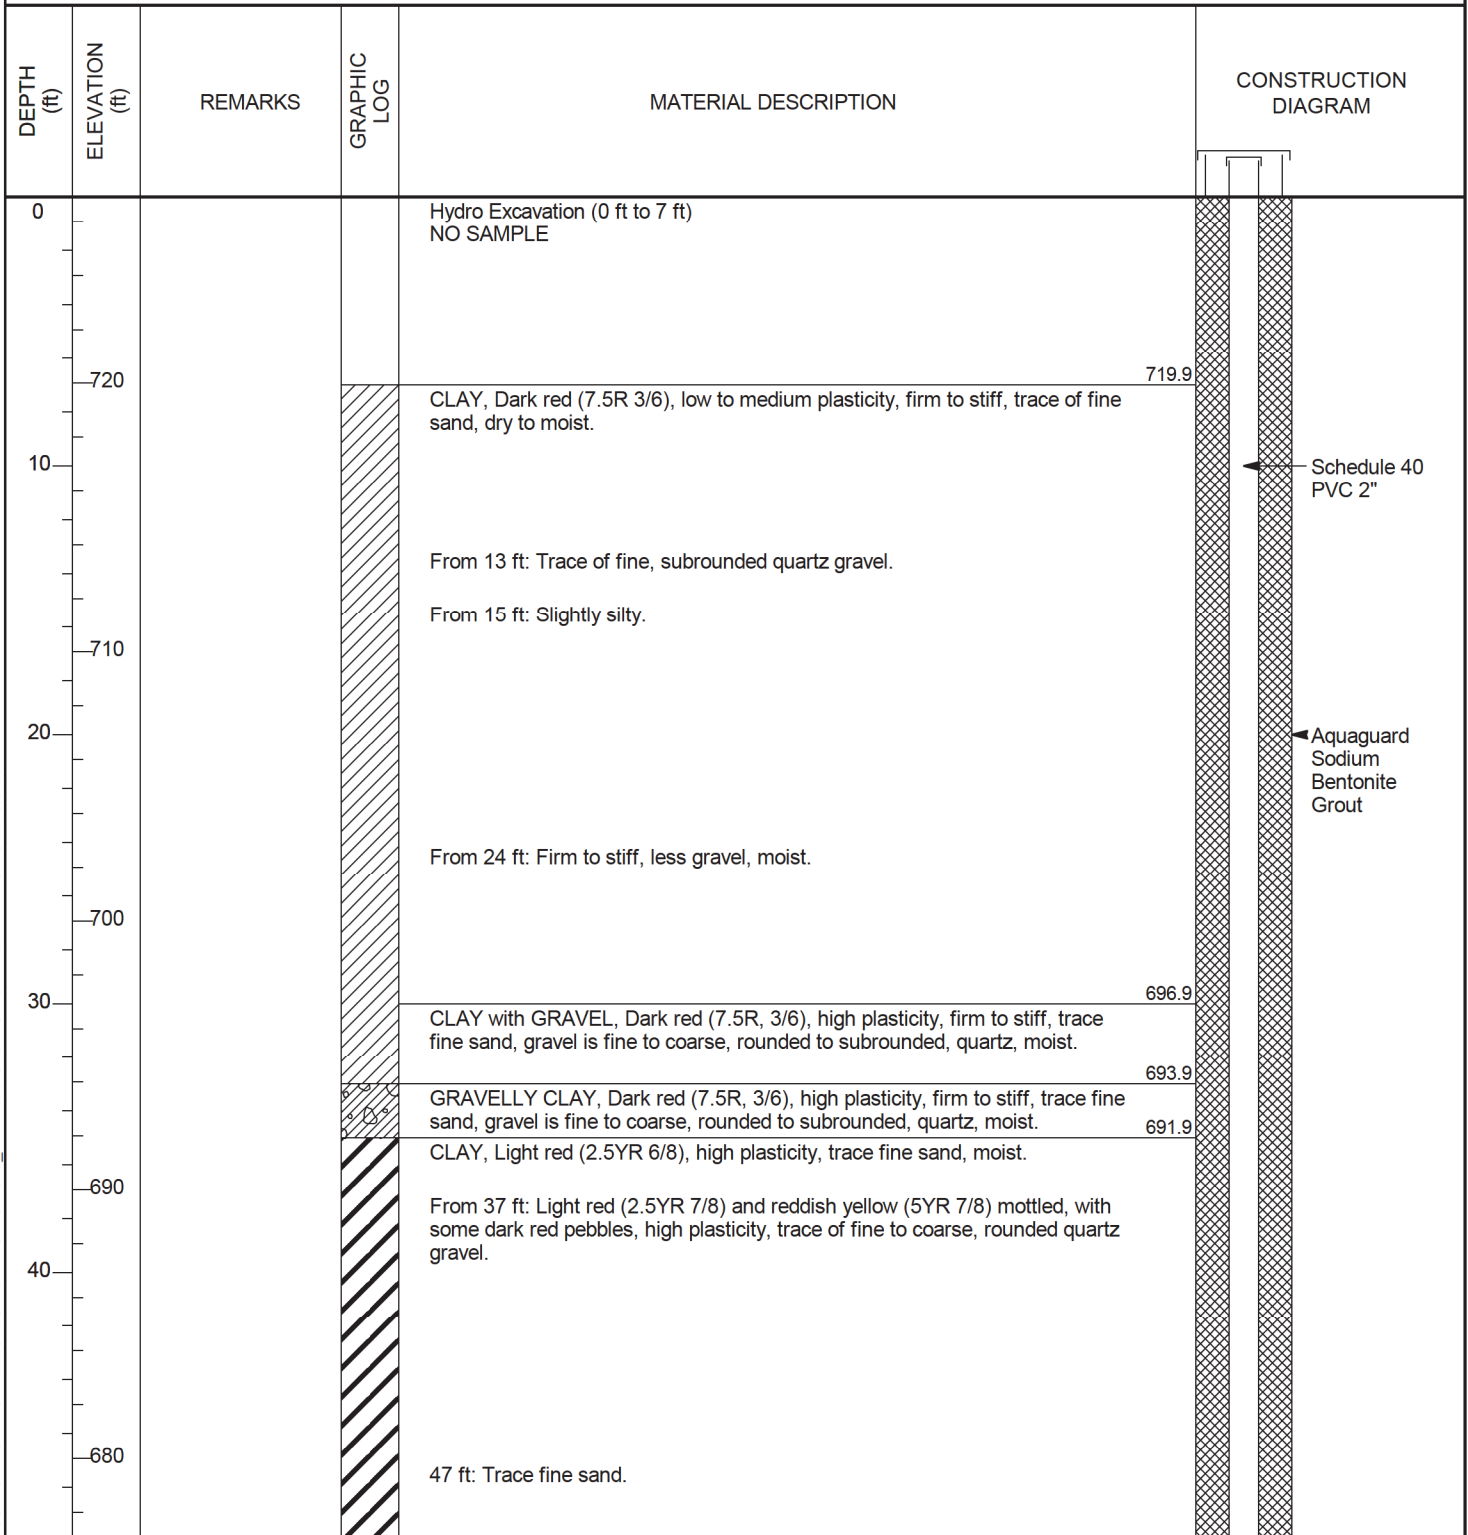 DEPTH
(ft)
ELEVATION
(ft)
REMARKS
GRAPHIC
LOG
MATERIAL DESCRIPTION
CONSTRUCTION
DIAGRAM
0
Hydro Excavation (0 ft to 7 ft)
NO SAMPLE
719.9
720
CLAY, Dark red (7.5R 3/6), low to medium plasticity, firm to stiff, trace of fine
sand, dry to moist.
10
Schedule 40
PVC 2"
From 13 ft: Trace of fine, subrounded quartz gravel.
From 15 ft: Slightly silty.
710
20
Aquaguard
Sodium
Bentonite
Grout
From 24 ft: Firm to stiff, less gravel, moist.
700
696.9
30
CLAY with GRAVEL, Dark red (7.5R, 3/6), high plasticity, firm to stiff, trace
fine sand, gravel is fine to coarse, rounded to subrounded, quartz, moist.
693.9
GRAVELLY CLAY, Dark red (7.5R, 3/6), high plasticity, firm to stiff, trace fine
sand, gravel is fine to coarse, rounded to subrounded, quartz, moist.
691.9
CLAY, Light red (2.5YR 6/8), high plasticity, trace fine sand, moist.
690
From 37 ft: Light red (2.5YR 7/8) and reddish yellow (5YR 7/8) mottled, with
some dark red pebbles, high plasticity, trace of fine to coarse, rounded quartz
gravel.
40
680
47 ft: Trace fine sand.